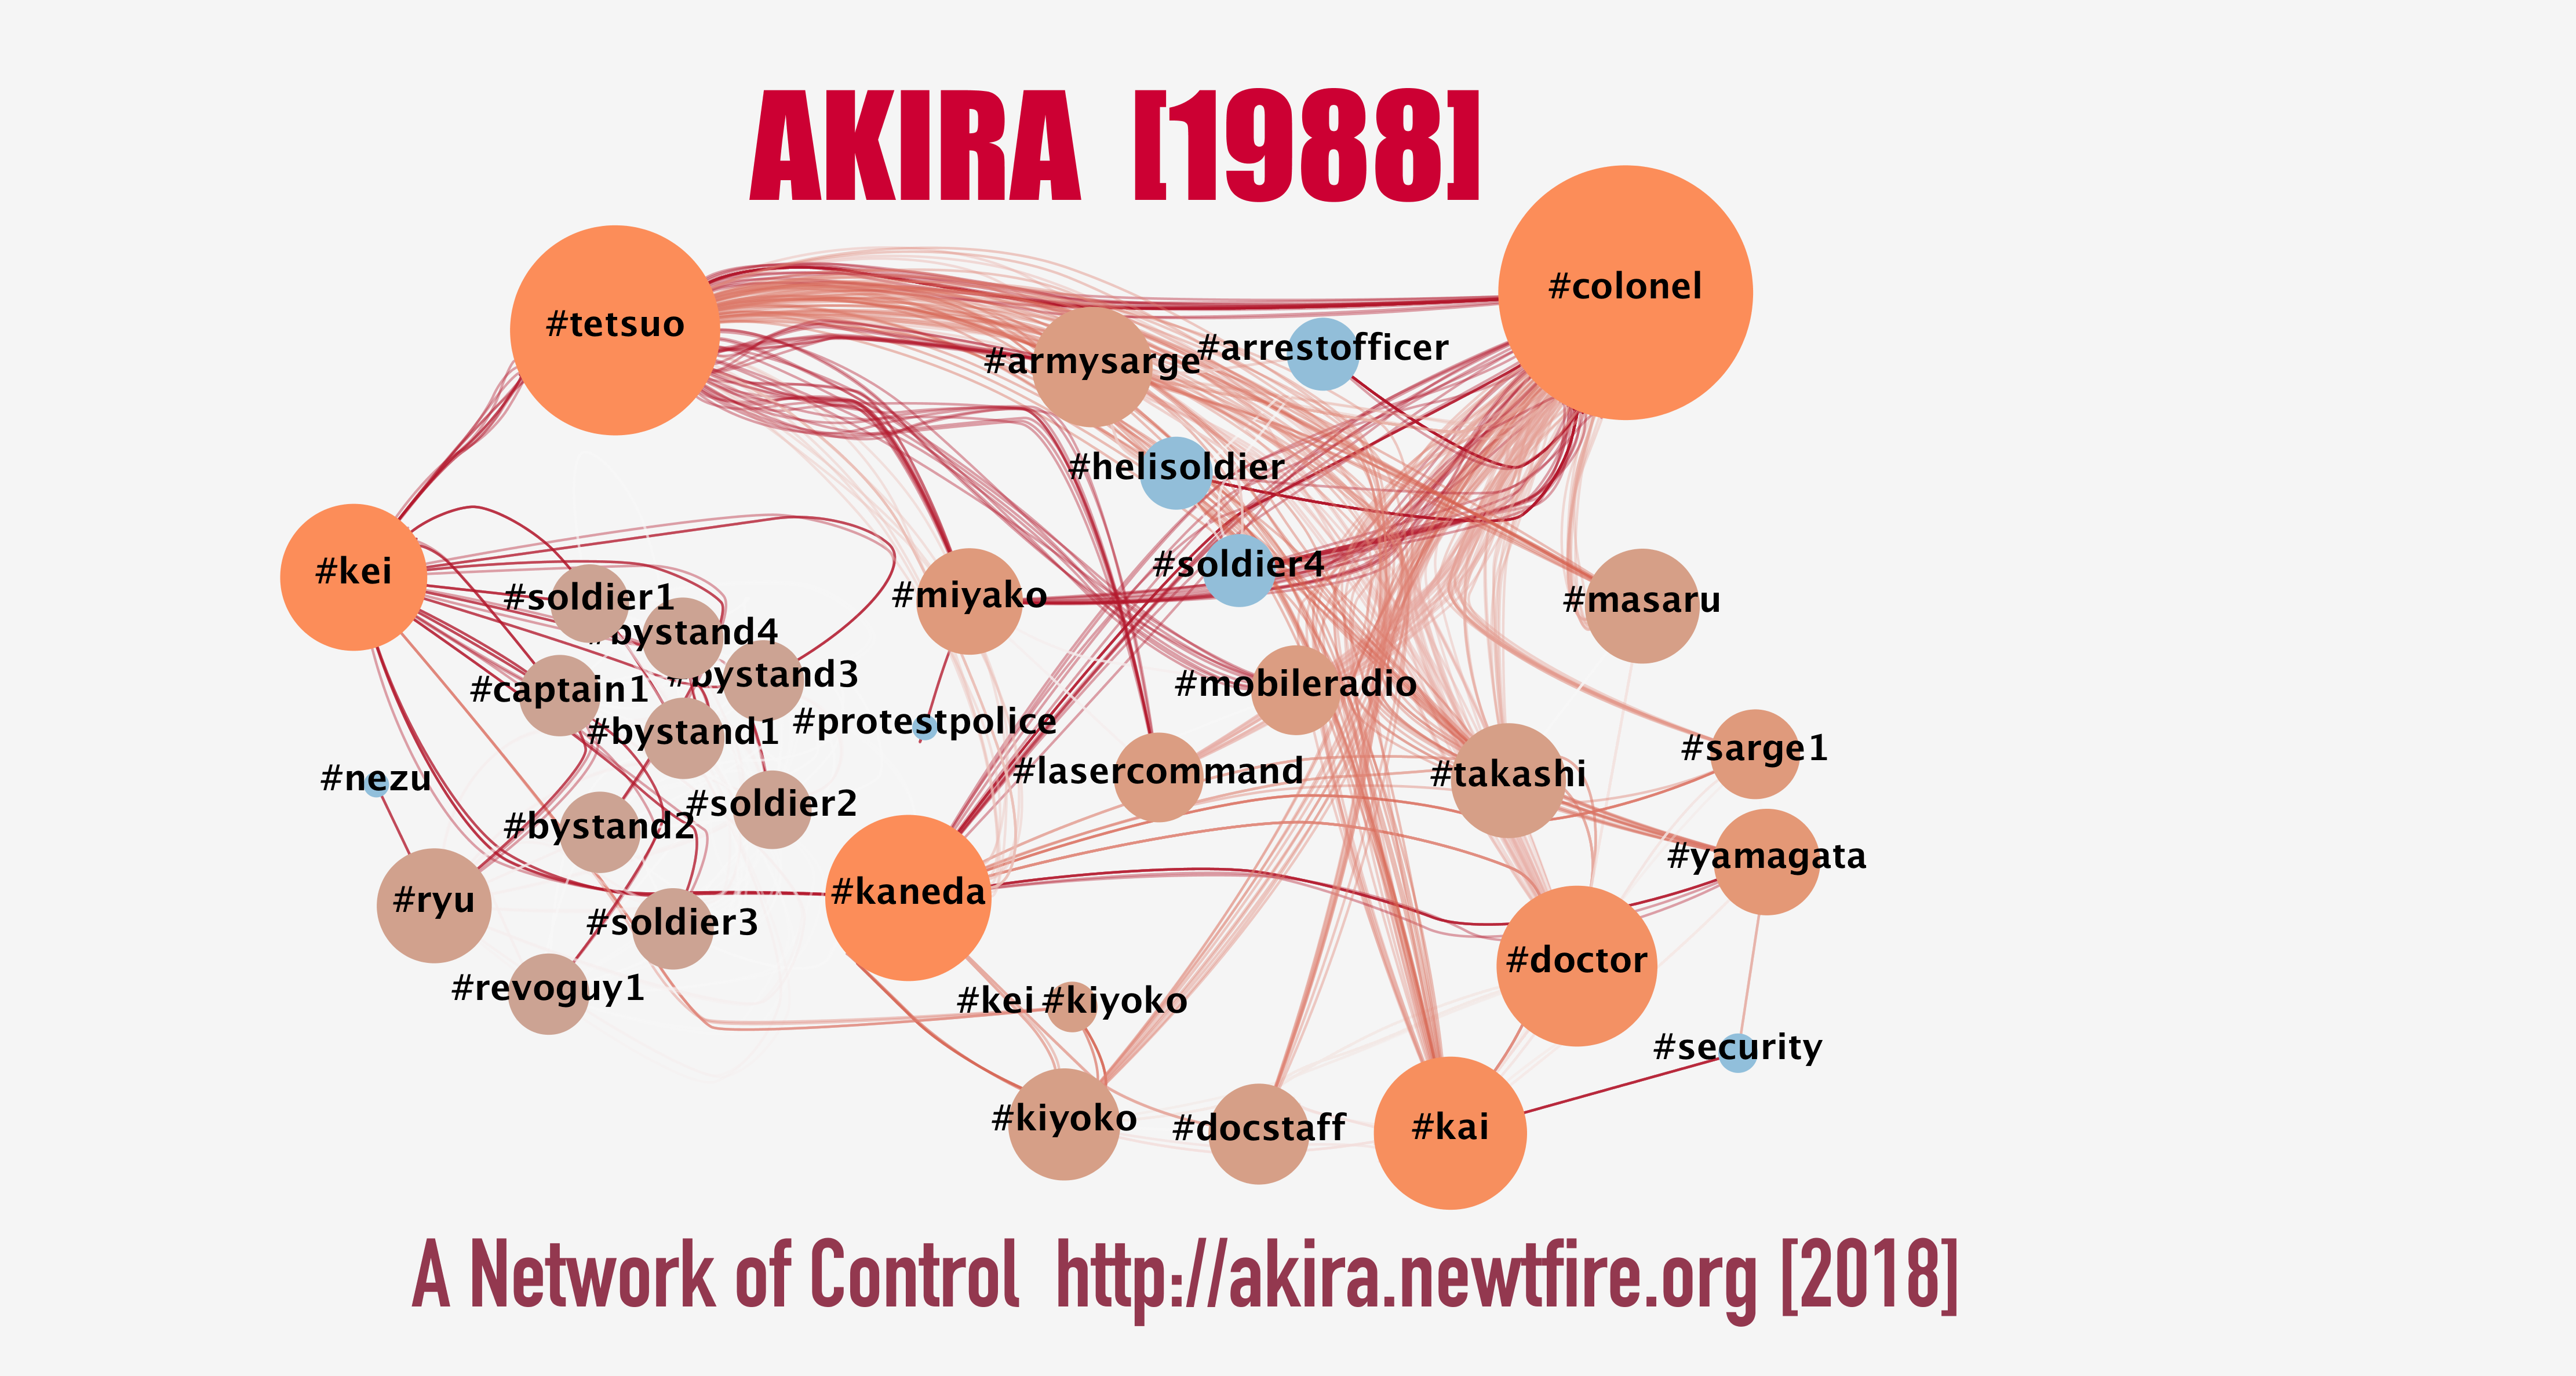 AKIRA [1988]
#colonel
#tetsuo
#armysarge
#arrestofficer
#helisoldier
#kei
#soldier4
#soldier1
#miyako
#masaru
#bystand4
#bystand3
#captain1
#mobileradio
#protestpolice
#bystand1
#sarge1
#nezu
#lasercommand
#takashi
#soldier2
#bystand2
#yamagata
#kaneda
#ryu
#soldier3
#doctor
#revoguy1
#kei #kiyoko
#security
#kiyoko
#docstaff
#kai
A Network of Control http://akira.newtfire.org [2018]